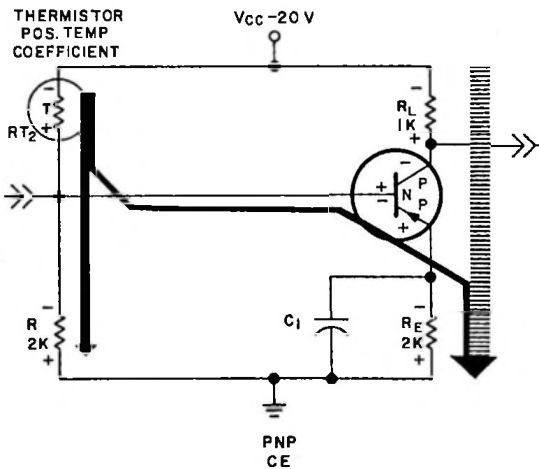 THERMISTOR
POS. TEMP
COEFFICIENT
VCC-20 V
T
RT2
RL
1K
P
N
P
R
2K
C1
RE
2K
PNP
CE